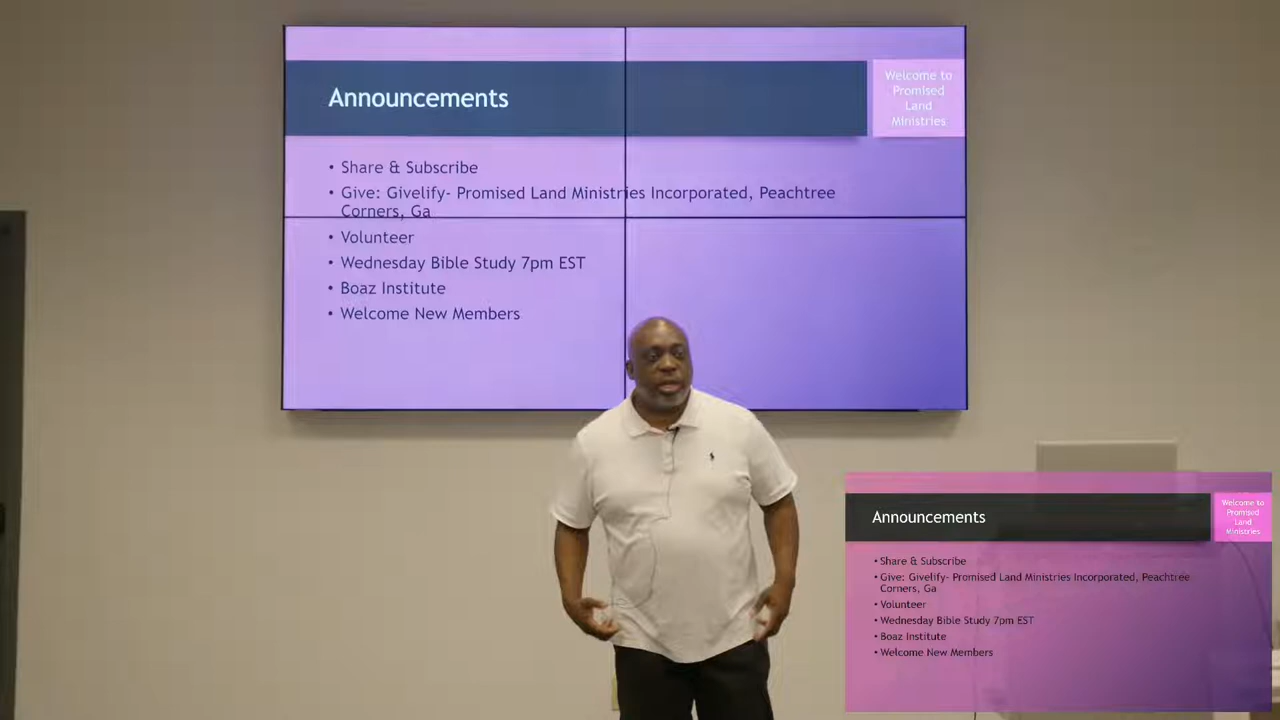 Announcements
Welcome to
Promised
Land
Ministries
• Share & Subscribe
• Give: Givelify- Promised Land Ministries Incorporated, Peachtree
Corners, Ga
• Volunteer
• Wednesday Bible Study 7pm EST
• Boaz Institute
• Welcome New Members
Announcements
Welcome to
Promised
Land
Ministries
• Share & Subscribe
• Give: Givelify- Promised Land Ministries Incorporated, Peachtree
Corners, Ga
• Volunteer
• Wednesday Bible Study 7pm EST
• Boaz Institute
• Welcome New Members